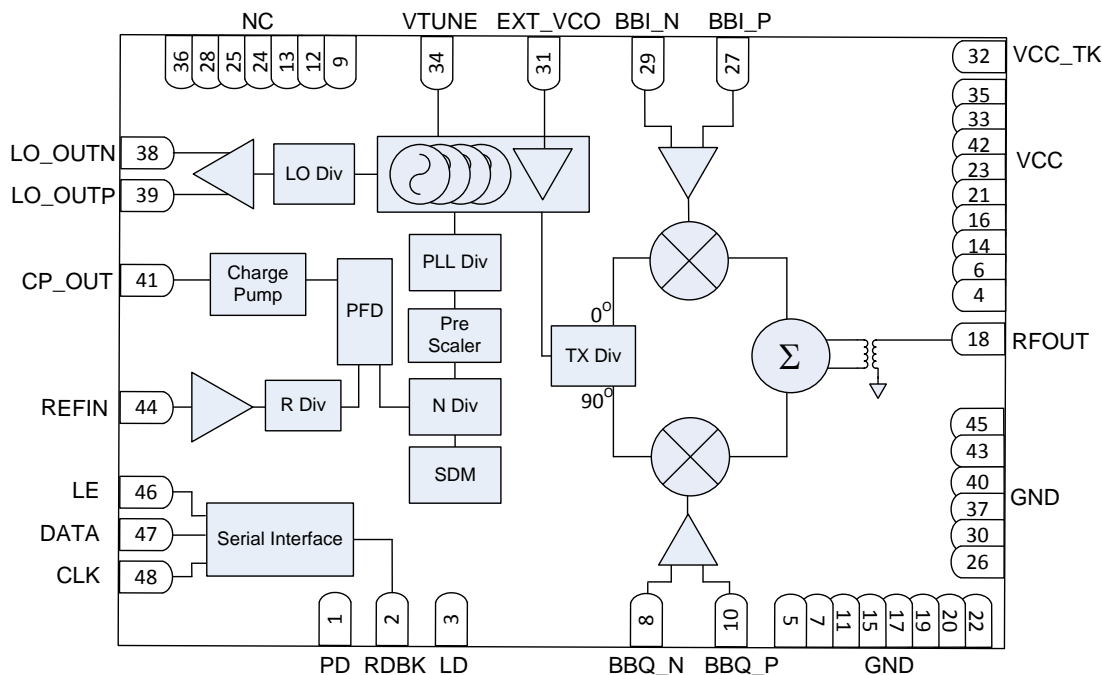 NC VTUNE EXT_VCO BBI_N BBI_P
36 28 25 24 13 12 9 34 31 29 27
32 VCC_TK
35
33
42
VCC
23
21
16
14
6
4
LO_OUTN 38
LO_OUTP 39
LO Div
CP_OUT 41
Charge
Pump
PFD
PLL Div
Pre
Scaler
0O
TX Div
90O
Σ
18 RFOUT
REFIN 44
R Div
N Div
SDM
45
43
40
GND
37
30
26
LE 46
DATA 47
CLK 48
Serial Interface
1 2 3 8 10 5 7 11 15 17 19 20 22
PD RDBK LD BBQ_N BBQ_P GND